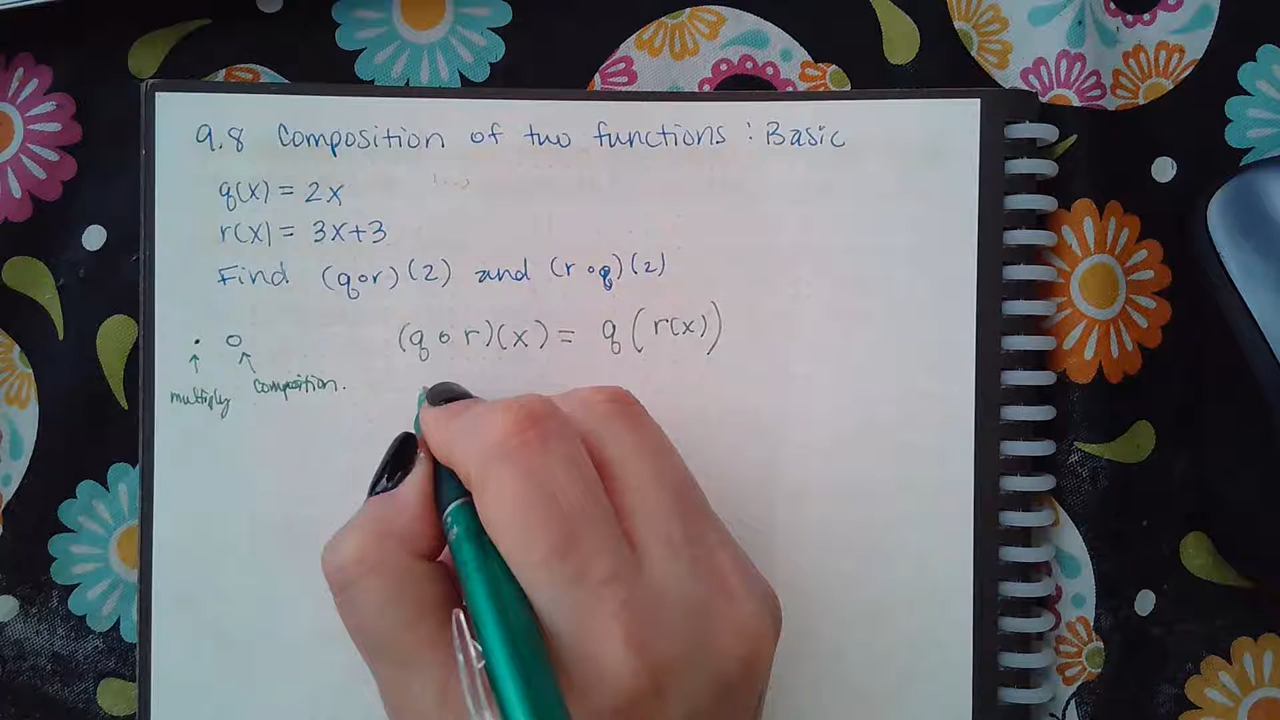 9.8 Composition of two functions : Basic
q(x) = 2x
r(x) = 3x+3
Find (q∘r)(2) and (r∘q)(2)
(q∘r)(x) = q(r(x))
· ∘
↑ ↑
multiply composition.